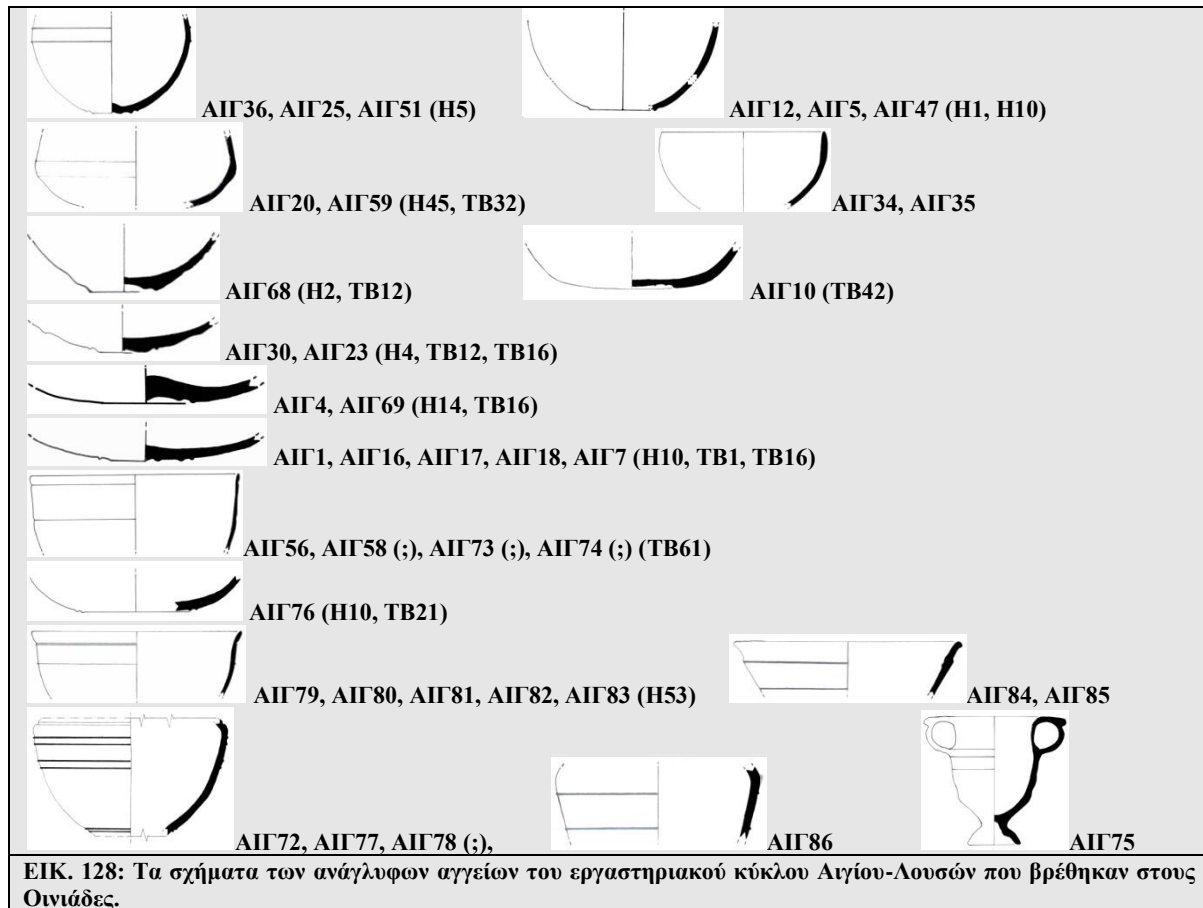 ΑΙΓ36, ΑΙΓ25, ΑΙΓ51 (Η5)
ΑΙΓ12, ΑΙΓ5, ΑΙΓ47 (Η1, Η10)
ΑΙΓ20, ΑΙΓ59 (Η45, ΤΒ32)
ΑΙΓ34, ΑΙΓ35
ΑΙΓ68 (Η2, ΤΒ12)
ΑΙΓ10 (ΤΒ42)
ΑΙΓ30, ΑΙΓ23 (Η4, ΤΒ12, ΤΒ16)
ΑΙΓ4, ΑΙΓ69 (Η14, ΤΒ16)
ΑΙΓ1, ΑΙΓ16, ΑΙΓ17, ΑΙΓ18, ΑΙΓ7 (Η10, ΤΒ1, ΤΒ16)
ΑΙΓ56, ΑΙΓ58 (;), ΑΙΓ73 (;), ΑΙΓ74 (;) (ΤΒ61)
ΑΙΓ76 (Η10, ΤΒ21)
ΑΙΓ79, ΑΙΓ80, ΑΙΓ81, ΑΙΓ82, ΑΙΓ83 (Η53)
ΑΙΓ84, ΑΙΓ85
ΑΙΓ72, ΑΙΓ77, ΑΙΓ78 (;),
ΑΙΓ86
ΑΙΓ75
ΕΙΚ. 128: Τα σχήματα των ανάγλυφων αγγείων του εργαστηριακού κύκλου Αιγίου-Λουσών που βρέθηκαν στους
Οινιάδες.